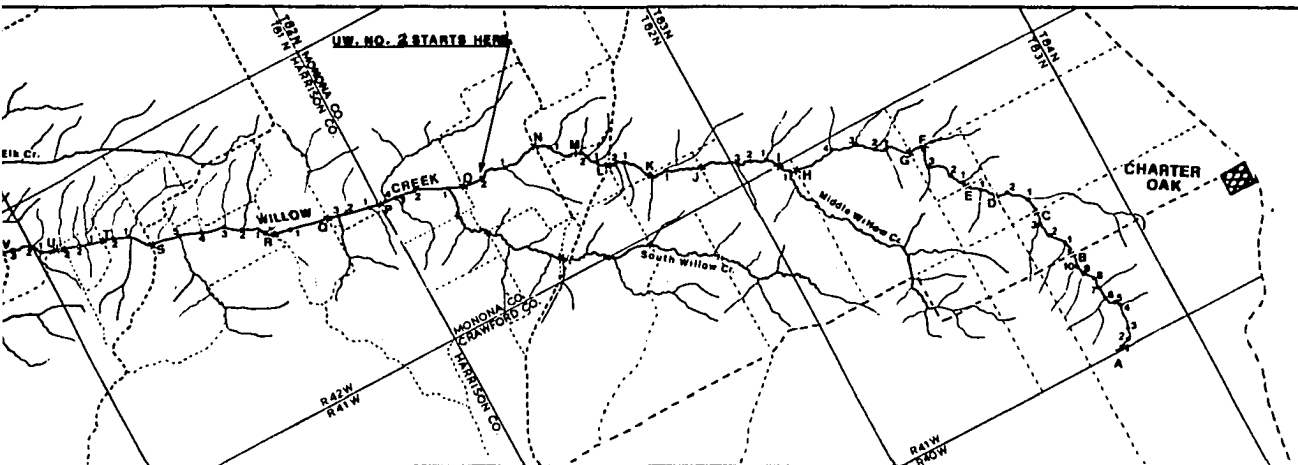 UW. NO. 2 STARTS HERE
T82N MONONA CO.
T81N HARRISON CO.
T83N
T82N
T84N
T83N
CHARTER OAK
Elk Cr.
WILLOW CREEK
Middle Willow Cr.
South Willow Cr.
MONONA CO.
CRAWFORD CO.
HARRISON CO.
R42W
R41W
R41W
R40W
V
U
T
S
R
Q
P
O
N
M
L
K
J
H
G
F
E
D
C
B
A